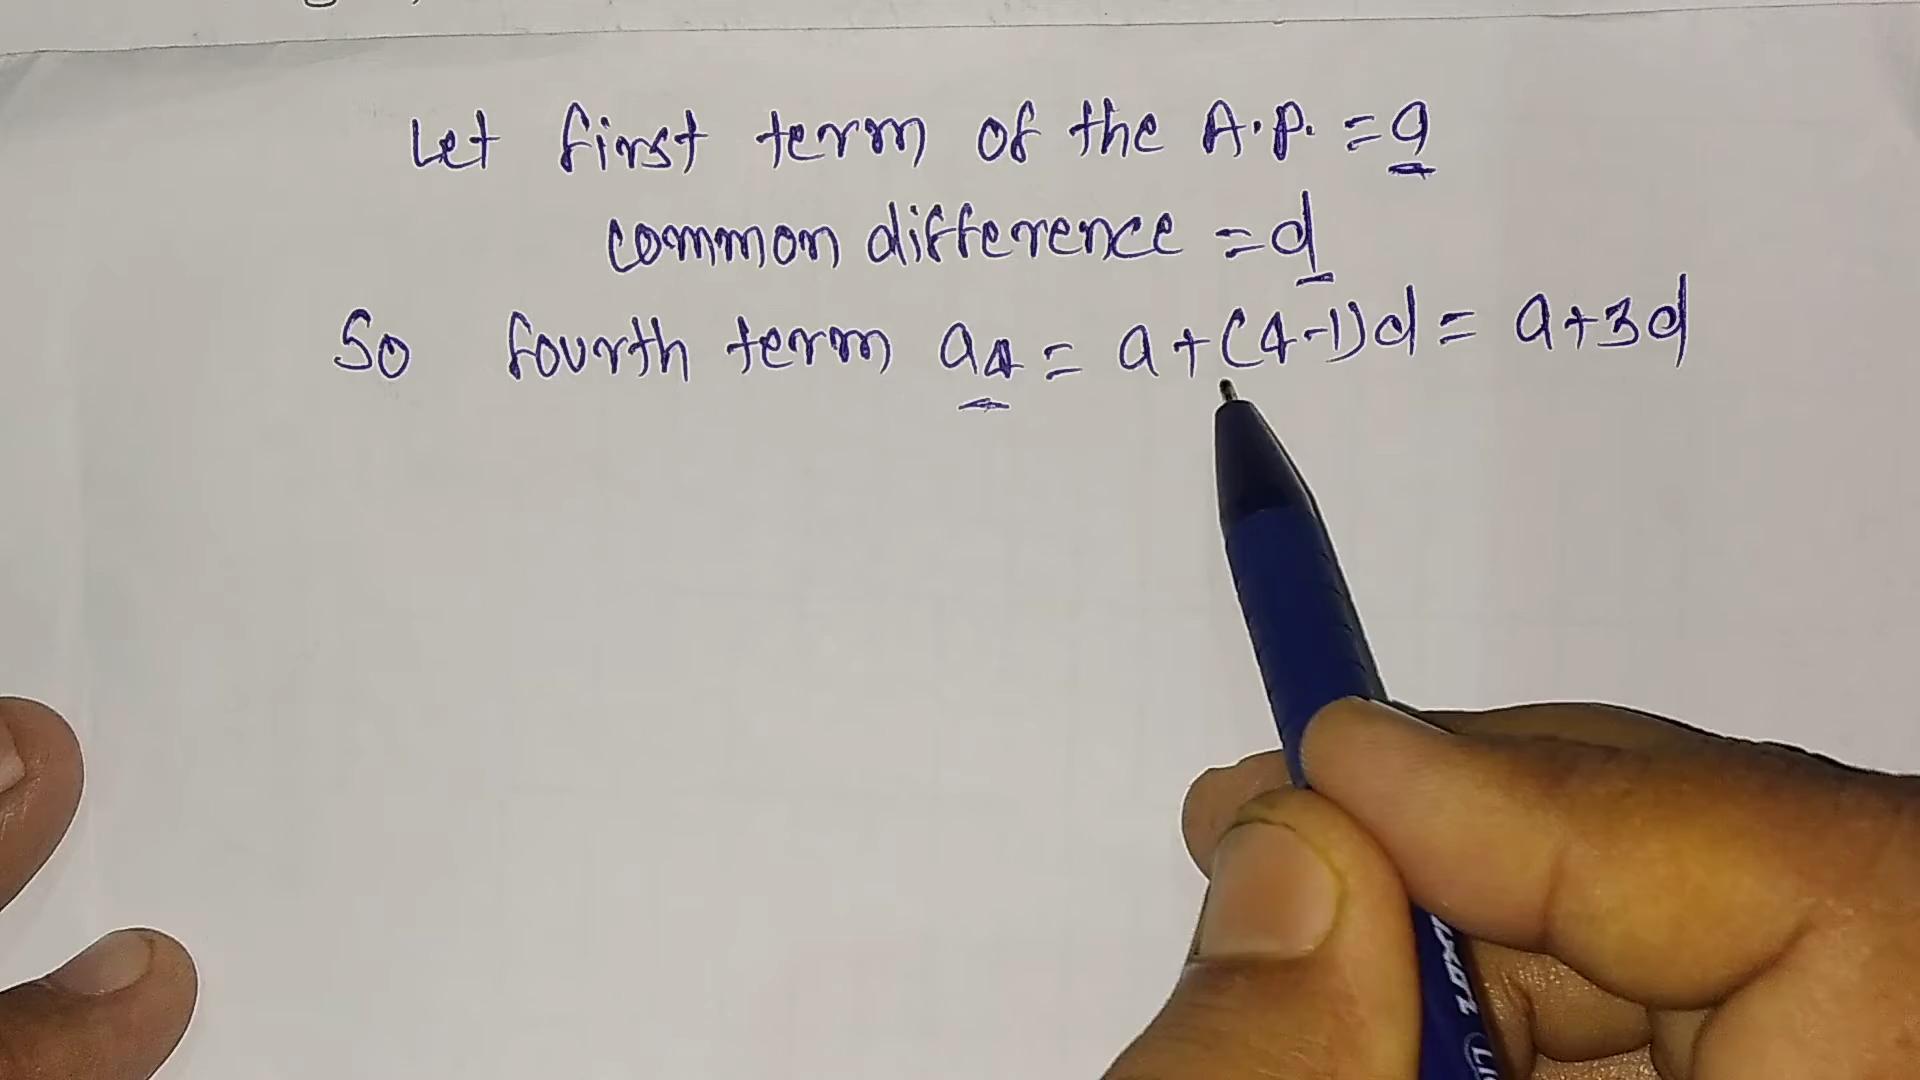 Let first term of the A.P. = a
common difference = d
So fourth term a4 = a+(4-1)d = a+3d